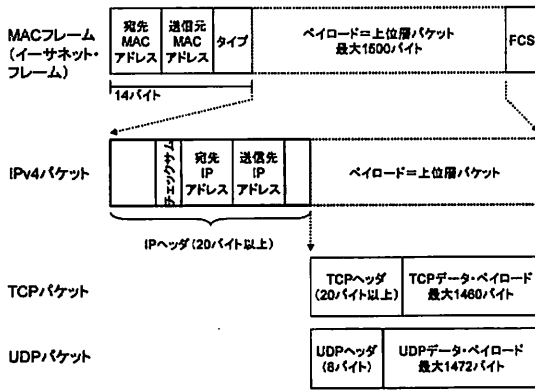 MACフレーム
(イーサネット・
フレーム)
宛先
MAC
アドレス
送信元
MAC
アドレス
タイプ
ペイロード=上位層パケット
最大1500バイト
FCS
14バイト
IPv4パケット
チェックサム
宛先
IP
アドレス
送信先
IP
アドレス
ペイロード=上位層パケット
IPヘッダ(20バイト以上)
TCPパケット
TCPヘッダ
(20バイト以上)
TCPデータ・ペイロード
最大1460バイト
UDPパケット
UDPヘッダ
(8バイト)
UDPデータ・ペイロード
最大1472バイト